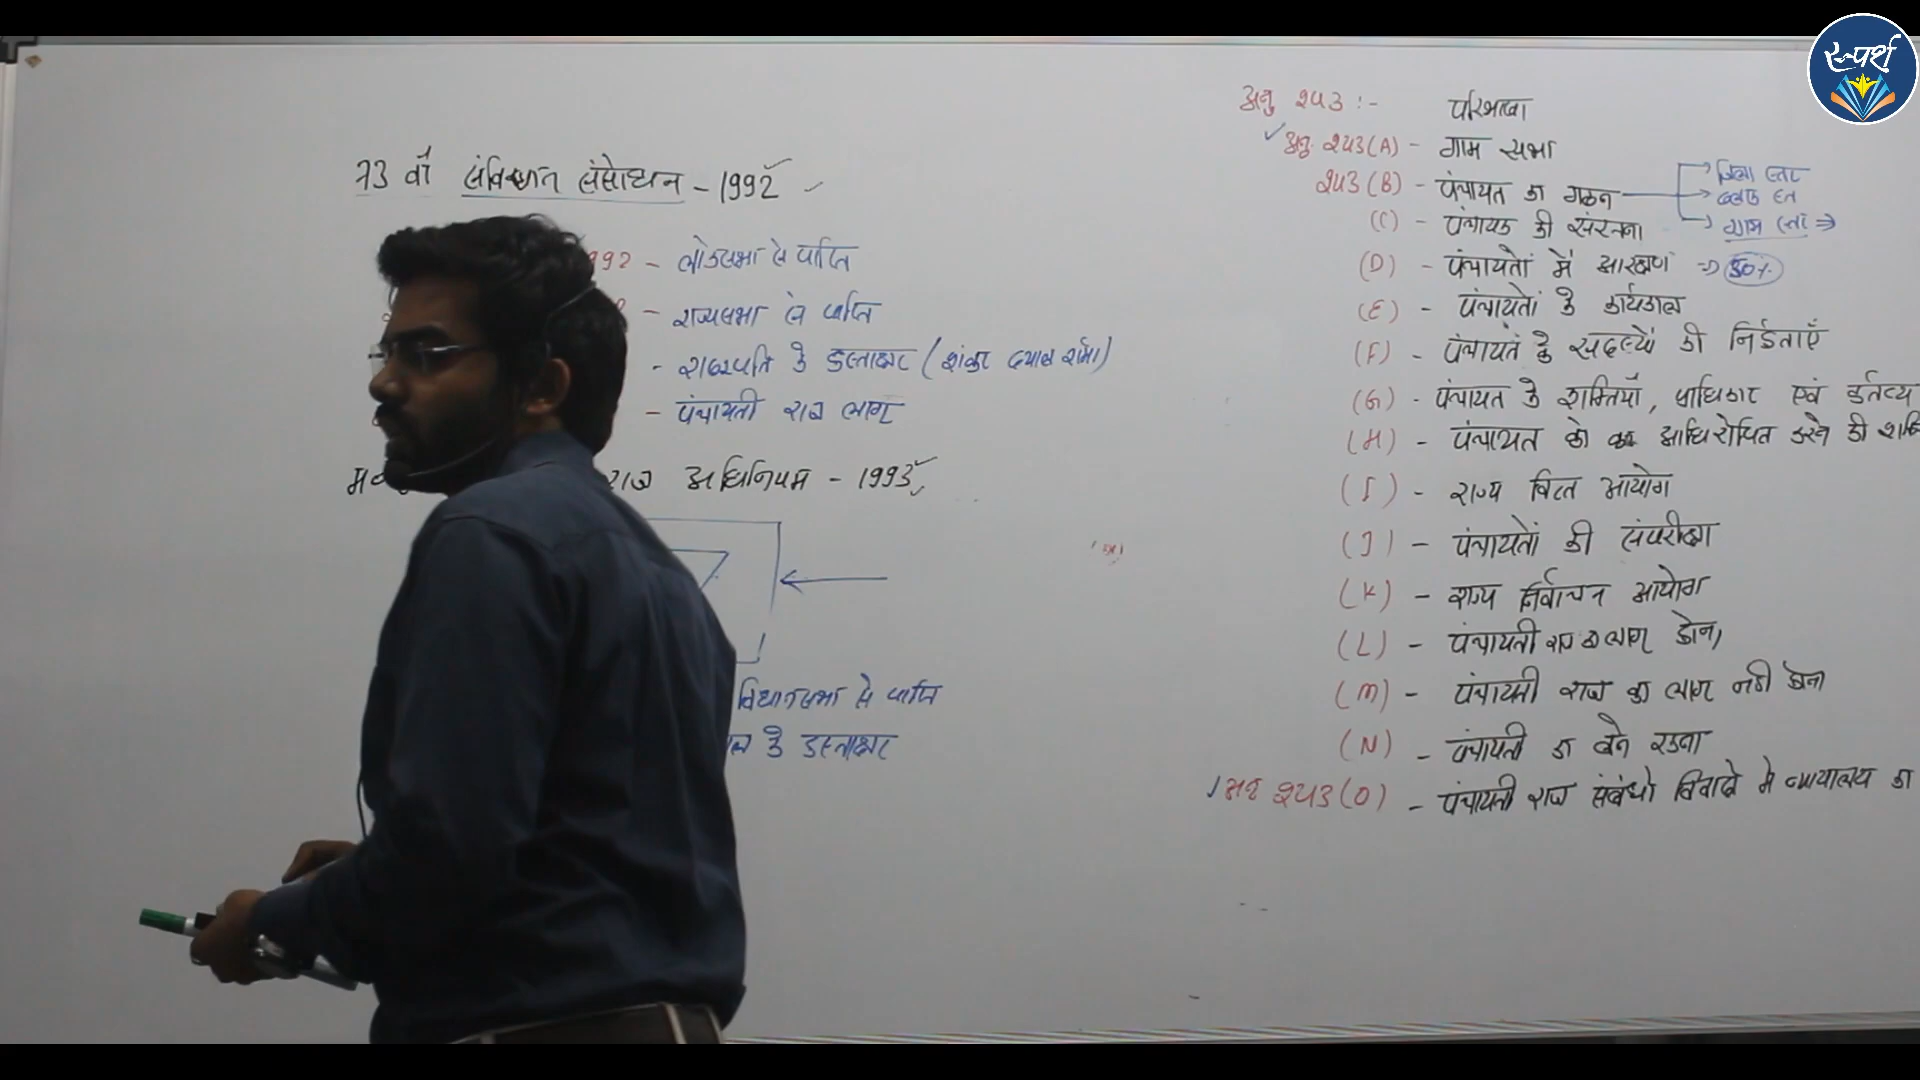 स्पर्श
73 वाँ संविधान संसोधन - 1992
992 - लोकसभा से पारित
- राज्यसभा से पारित
- राष्ट्रपति के हस्ताक्षर (शंकर दयाल शर्मा)
- पंचायती राज लागू
राज अधिनियम - 1993
विधानसभा से पारित
के हस्ताक्षर
अनु 243 :- परिभाषा
अनु. 243(A) - ग्राम सभा
243(B) - पंचायत का गठन
जिला स्तर
ब्लाक स्त
ग्राम स्तर ⇒
(C) - पंचायत की संरचना
(D) - पंचायतों में आरक्षण ⇒ 50%
(E) - पंचायतों के कार्यकाल
(F) - पंचायत के सदस्यों की निर्हताएँ
(G) - पंचायत के शक्तियाँ, प्राधिकार एवं कर्तव्य
(H) - पंचायत को कर अधिरोपित करने की शक्ति
(I) - राज्य वित्त आयोग
(J) - पंचायतों की संपरीक्षा
(K) - राज्य निर्वाचन आयोग
(L) - पंचायती राज का लागू होना
(M) - पंचायती राज का लागू नही होना
(N) - पंचायती का बने रहना
अनु 243(O) - पंचायती राज संबंधी विवादो मे न्यायालय का